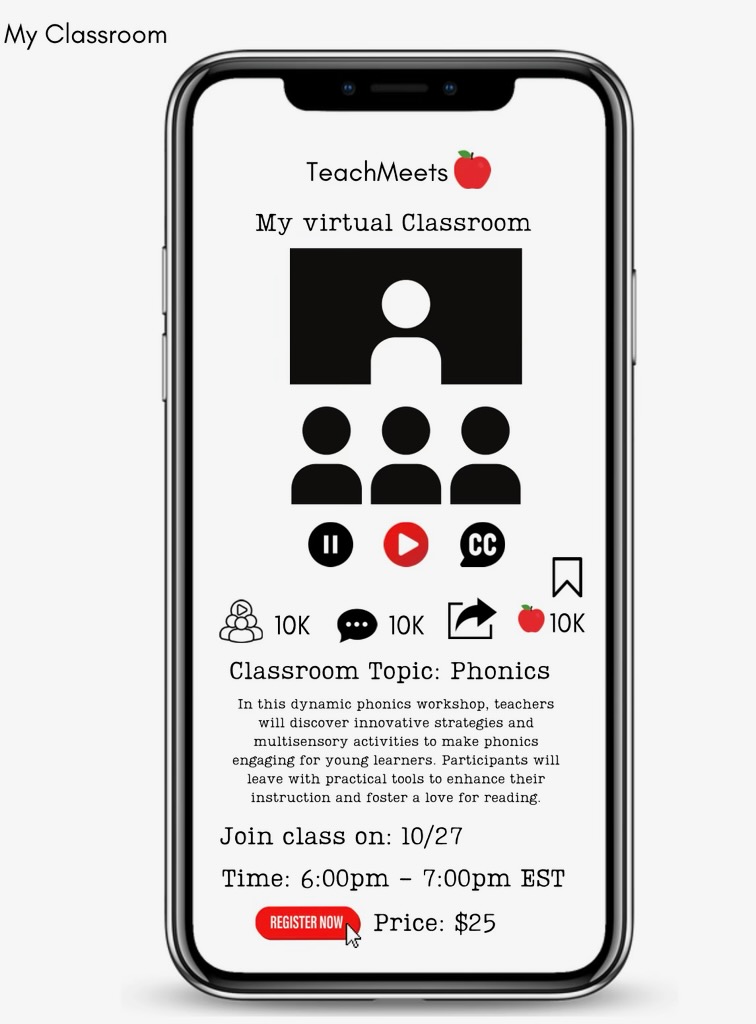 My Classroom
TeachMeets
My virtual Classroom
CC
10K 10K 10K
Classroom Topic: Phonics
In this dynamic phonics workshop, teachers
will discover innovative strategies and
multisensory activities to make phonics
engaging for young learners. Participants will
leave with practical tools to enhance their
instruction and foster a love for reading.
Join class on: 10/27
Time: 6:00pm - 7:00pm EST
REGISTER NOW Price: $25